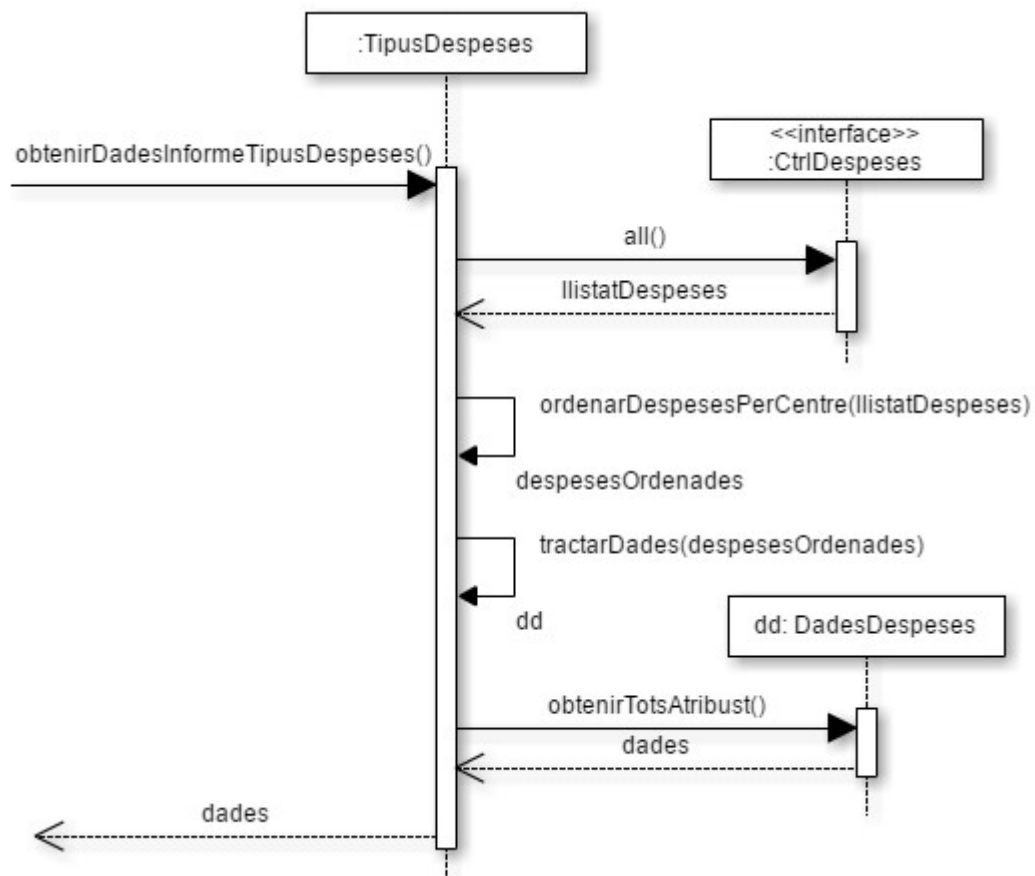 :TipusDespeses
<<interface>>
:CtrlDespeses
obtenirDadesInformeTipusDespeses()
all()
llistatDespeses
ordenarDespesesPerCentre(llistatDespeses)
despesesOrdenades
tractarDades(despesesOrdenades)
dd
dd: DadesDespeses
obtenirTotsAtribust()
dades
dades